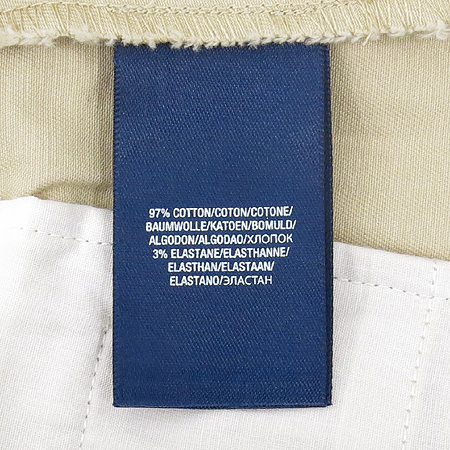 97% COTTON/COTON/COTONE/
BAUMWOLLE/KATOEN/BOMULD/
ALGODON/ALGODAO/ХЛОПОК
3% ELASTANE/ELASTHANNE/
ELASTHAN/ELASTAAN/
ELASTANO/ЭЛАСТАН